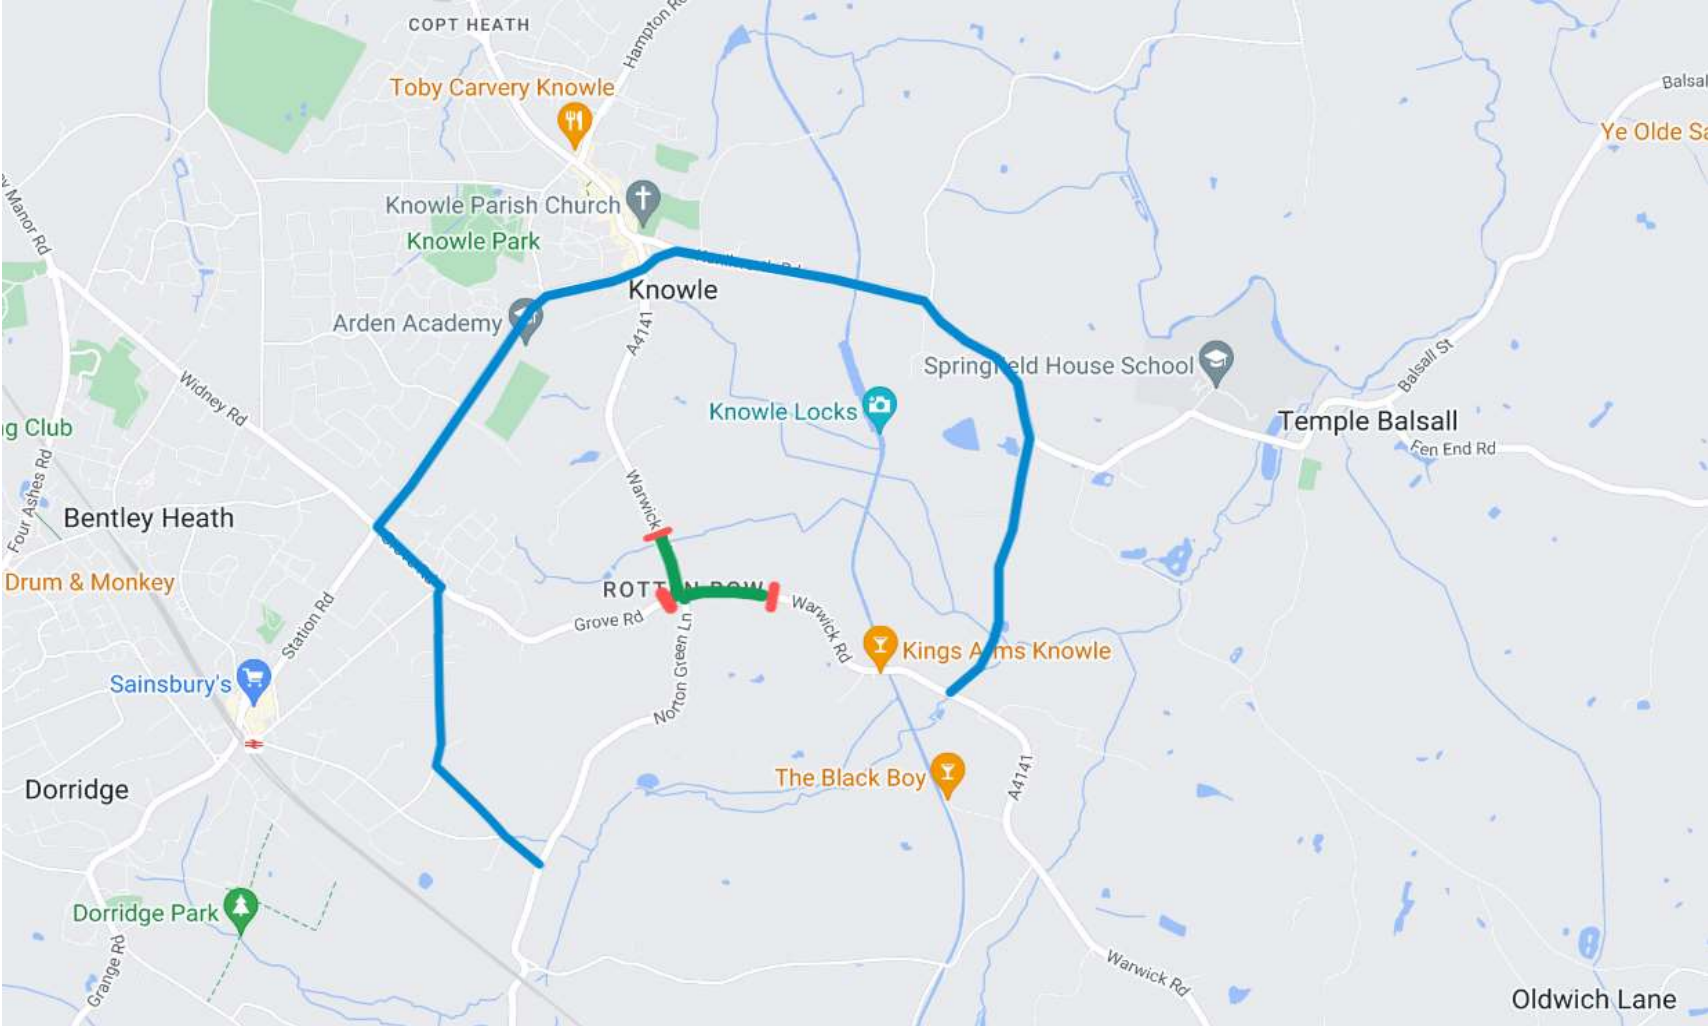 COPT HEATH
Hampton Rd
Toby Carvery Knowle
Balsal
Ye Olde Sa
Manor Rd
Knowle Parish Church
Knowle Park
Knowle
Arden Academy
A4141
Springfield House School
Widney Rd
Knowle Locks
Balsall St
Temple Balsall
g Club
Fen End Rd
Four Ashes Rd
Warwick
Bentley Heath
Grove Rd
Drum & Monkey
ROTTEN ROW
Station Rd
Grove Rd
Warwick Rd
Norton Green Ln
Kings Arms Knowle
Sainsbury's
The Black Boy
A4141
Dorridge
Dorridge Park
Grange Rd
Warwick Rd
Oldwich Lane